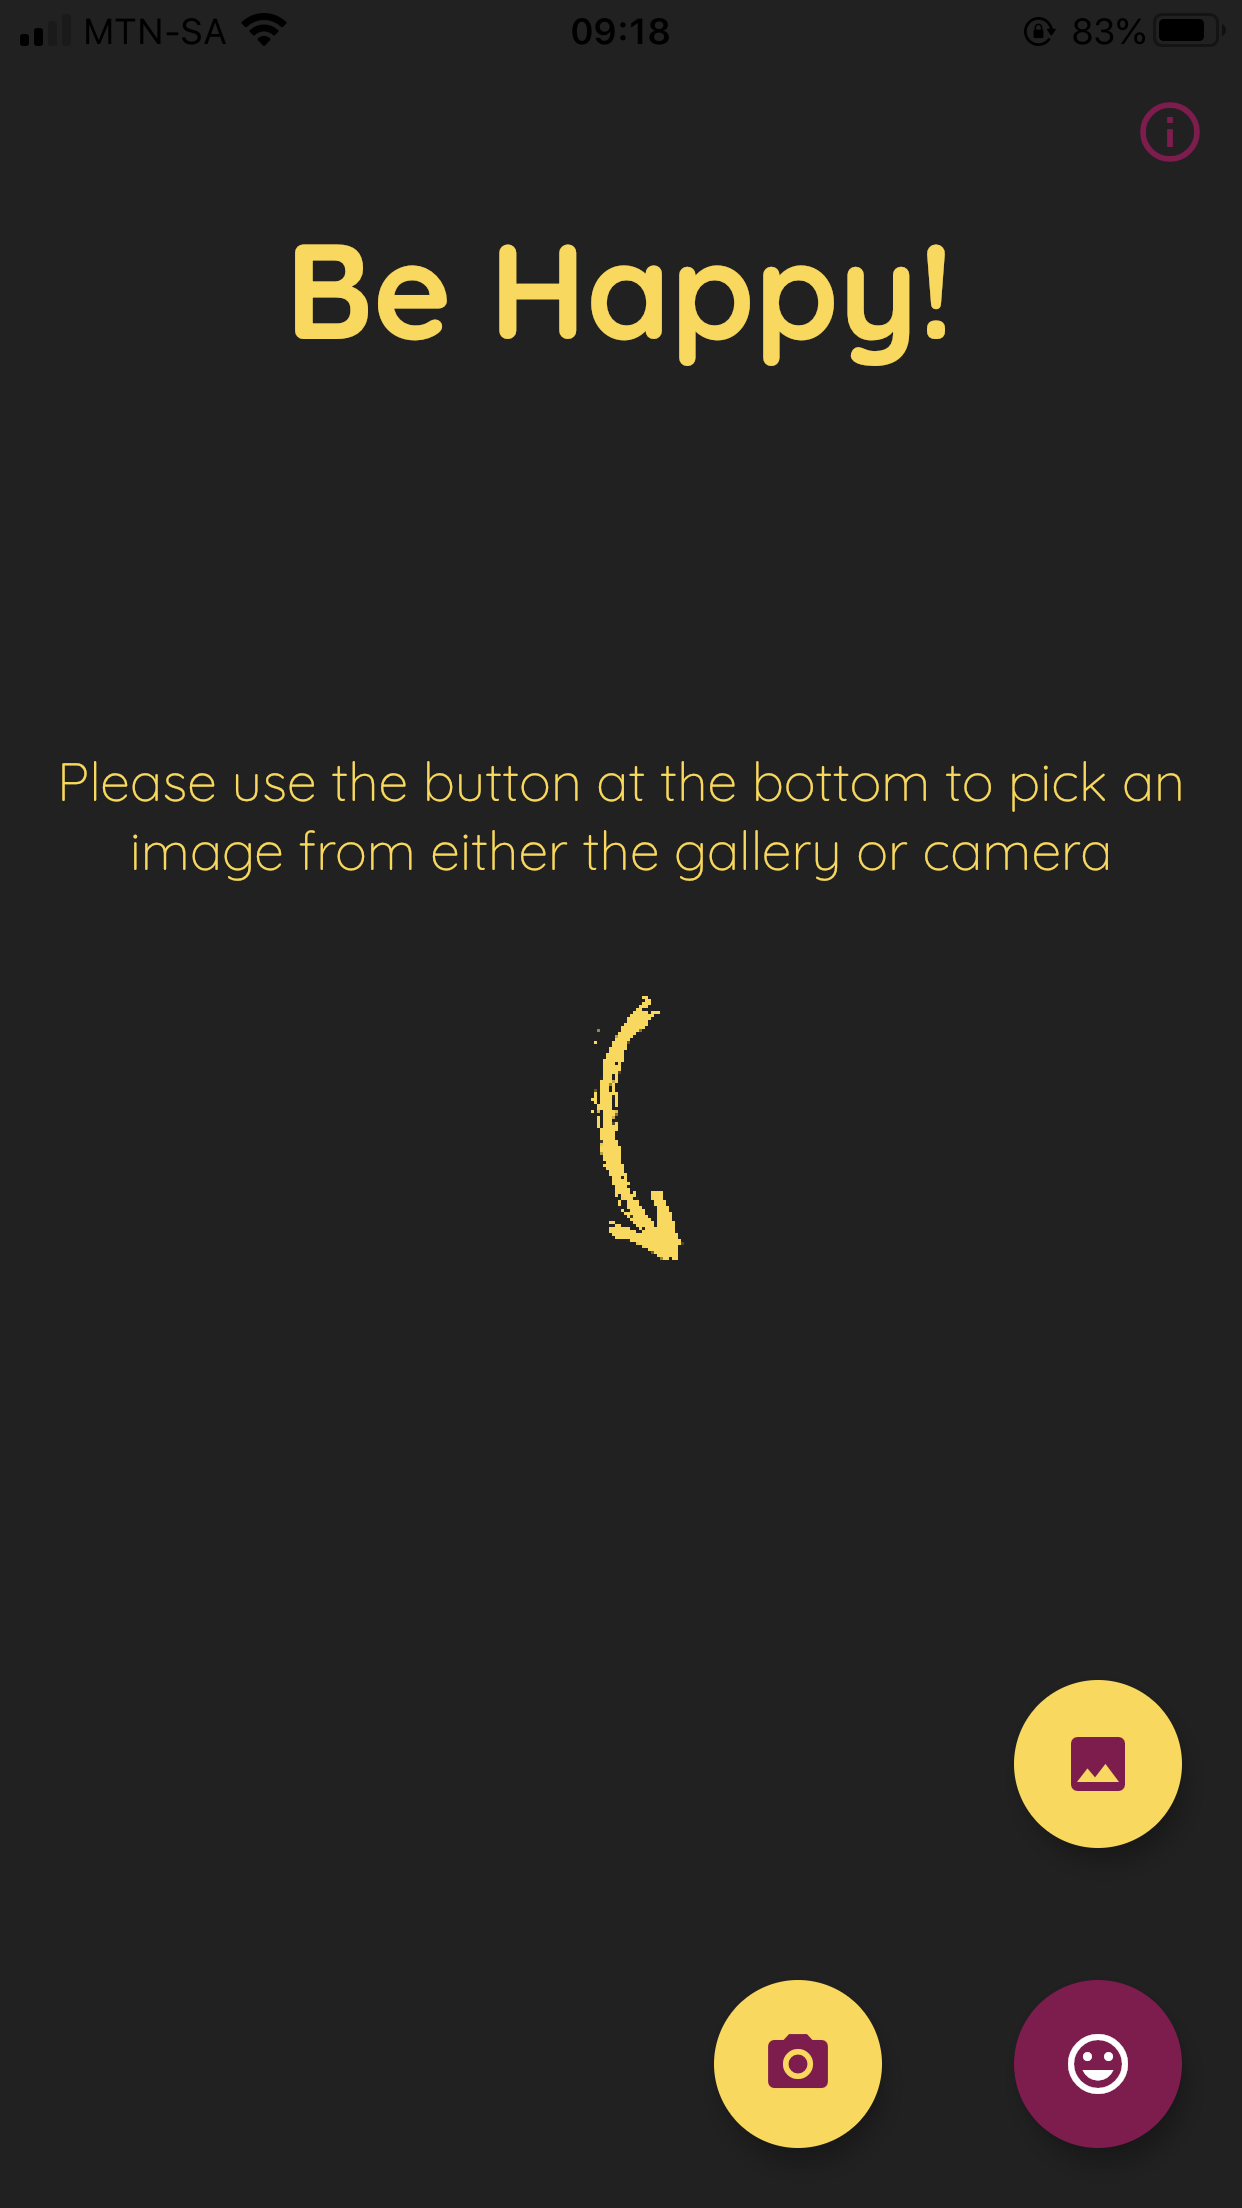 MTN-SA 09:18 83%
Be Happy!
Please use the button at the bottom to pick an
image from either the gallery or camera